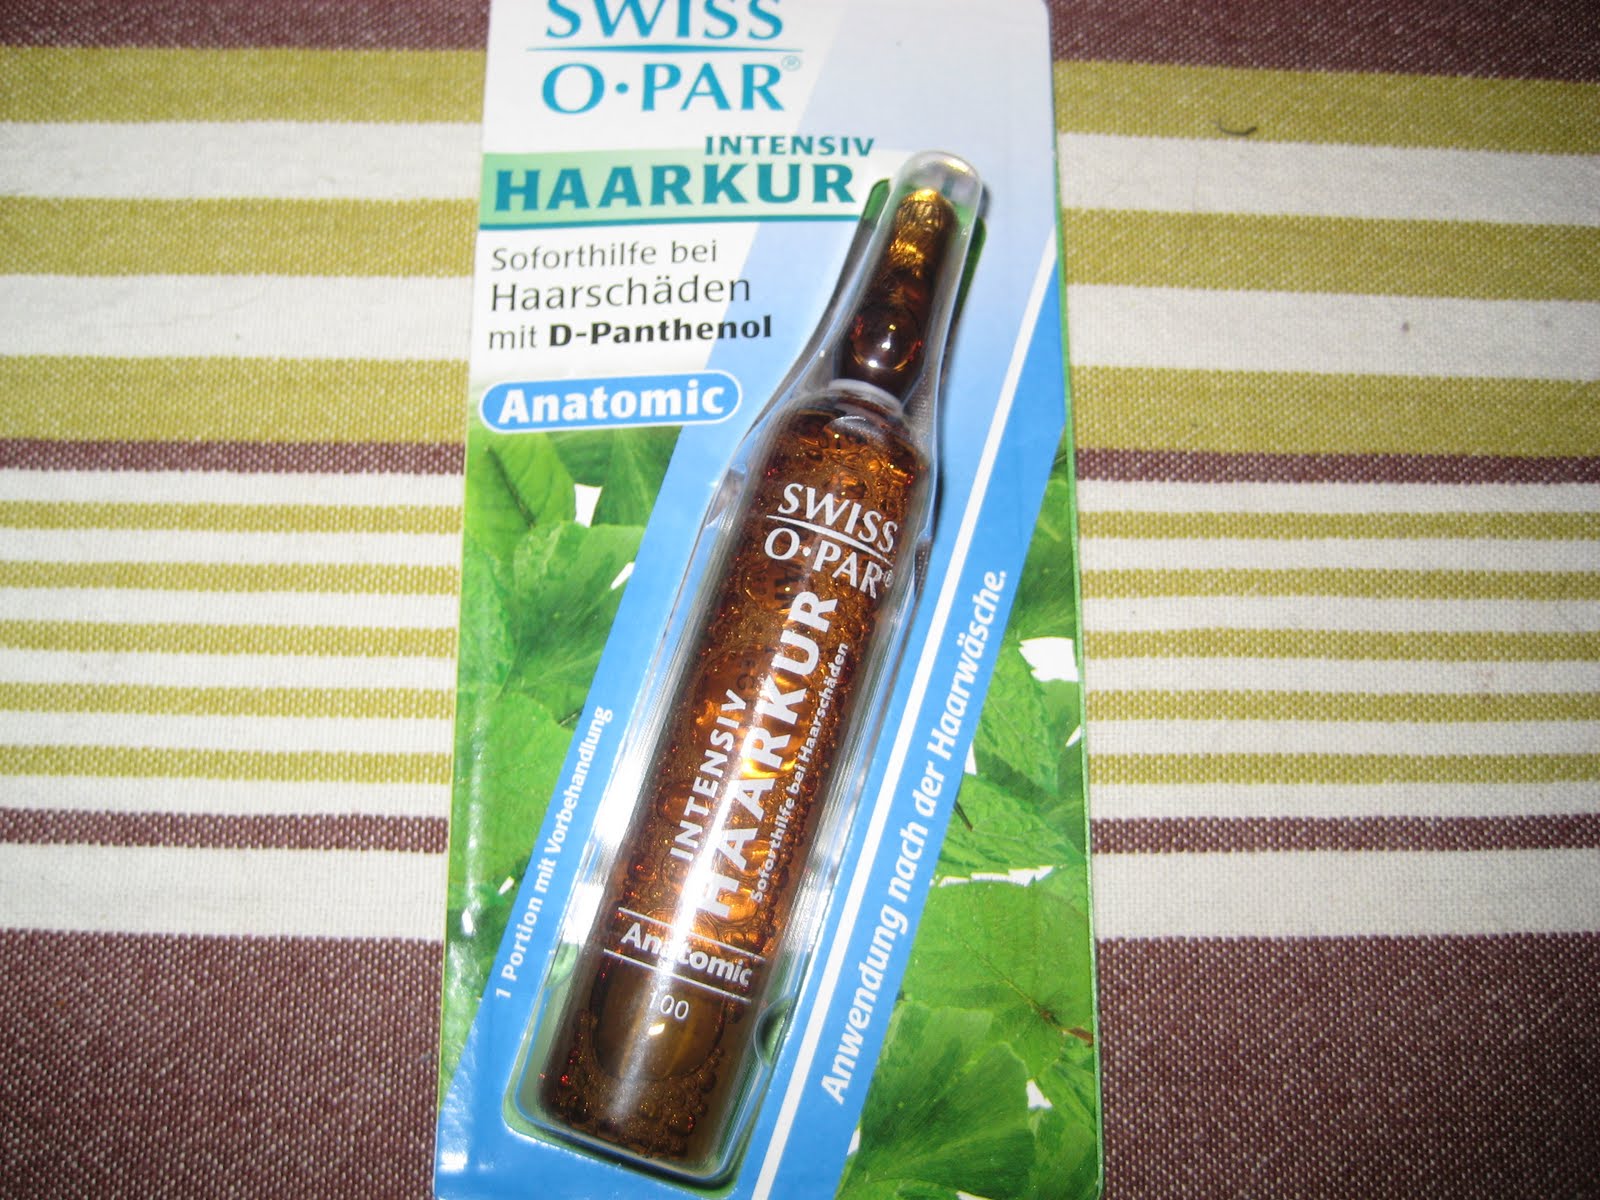 SWISS
O·PAR®
INTENSIV
HAARKUR
Soforthilfe bei
Haarschäden
mit D-Panthenol
Anatomic
SWISS
O·PAR®
INTENSIV
HAARKUR
Soforthilfe bei Haarschäden
Anatomic
100
1 Portion mit Vorbehandlung
Anwendung nach der Haarwäsche.